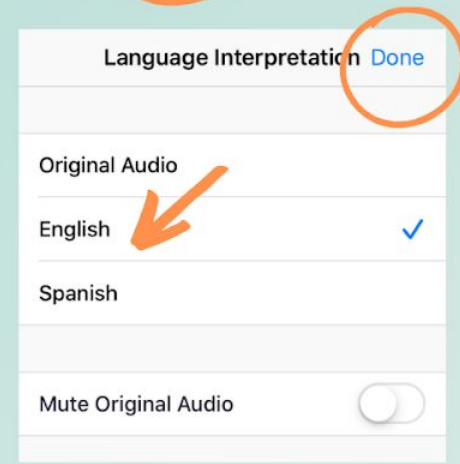 Language Interpretation Done
Original Audio
English
Spanish
Mute Original Audio